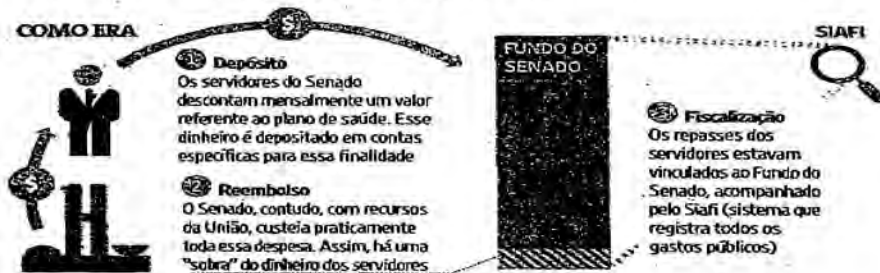 COMO ERA
$
1 Depósito
Os servidores do Senado
descontam mensalmente um valor
referente ao plano de saúde. Esse
dinheiro é depositado em contas
específicas para essa finalidade
$
2 Reembolso
O Senado, contudo, com recursos
da União, custeia praticamente
toda essa despesa. Assim, há uma
"sobra" do dinheiro dos servidores
FUNDO DO
SENADO
SIAFI
3 Fiscalização
Os repasses dos
servidores estavam
vinculados ao Fundo do
Senado, acompanhado
pelo Siafi (sistema que
registra todos os
gastos públicos)